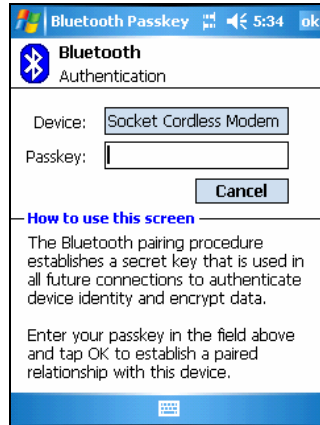 Bluetooth Passkey 5:34 ok
Bluetooth
Authentication
Device: Socket Cordless Modem
Passkey:
Cancel
How to use this screen
The Bluetooth pairing procedure
establishes a secret key that is used in
all future connections to authenticate
device identity and encrypt data.
Enter your passkey in the field above
and tap OK to establish a paired
relationship with this device.